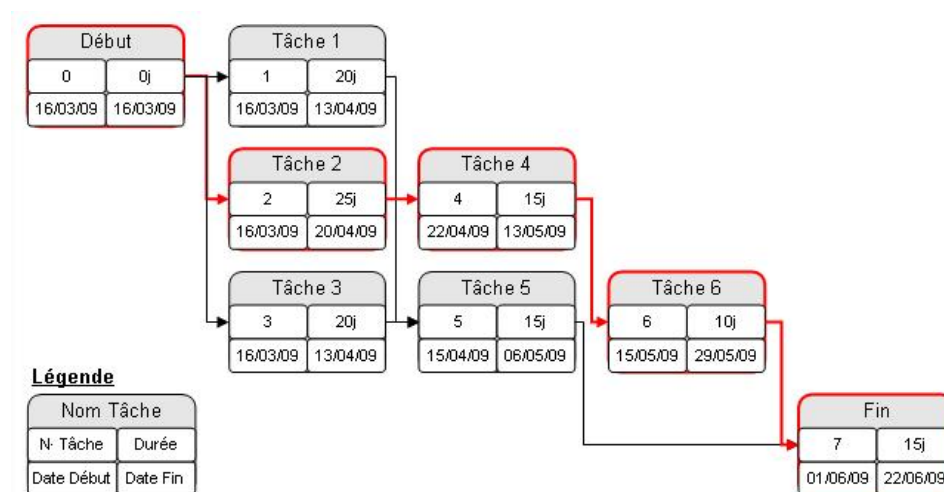 Début
0 0j
16/03/09 16/03/09
Tâche 1
1 20j
16/03/09 13/04/09
Tâche 2
2 25j
16/03/09 20/04/09
Tâche 4
4 15j
22/04/09 13/05/09
Tâche 3
3 20j
16/03/09 13/04/09
Tâche 5
5 15j
15/04/09 06/05/09
Tâche 6
6 10j
15/05/09 29/05/09
Légende
Nom Tâche
N· Tâche Durée
Date Début Date Fin
Fin
7 15j
01/06/09 22/06/09